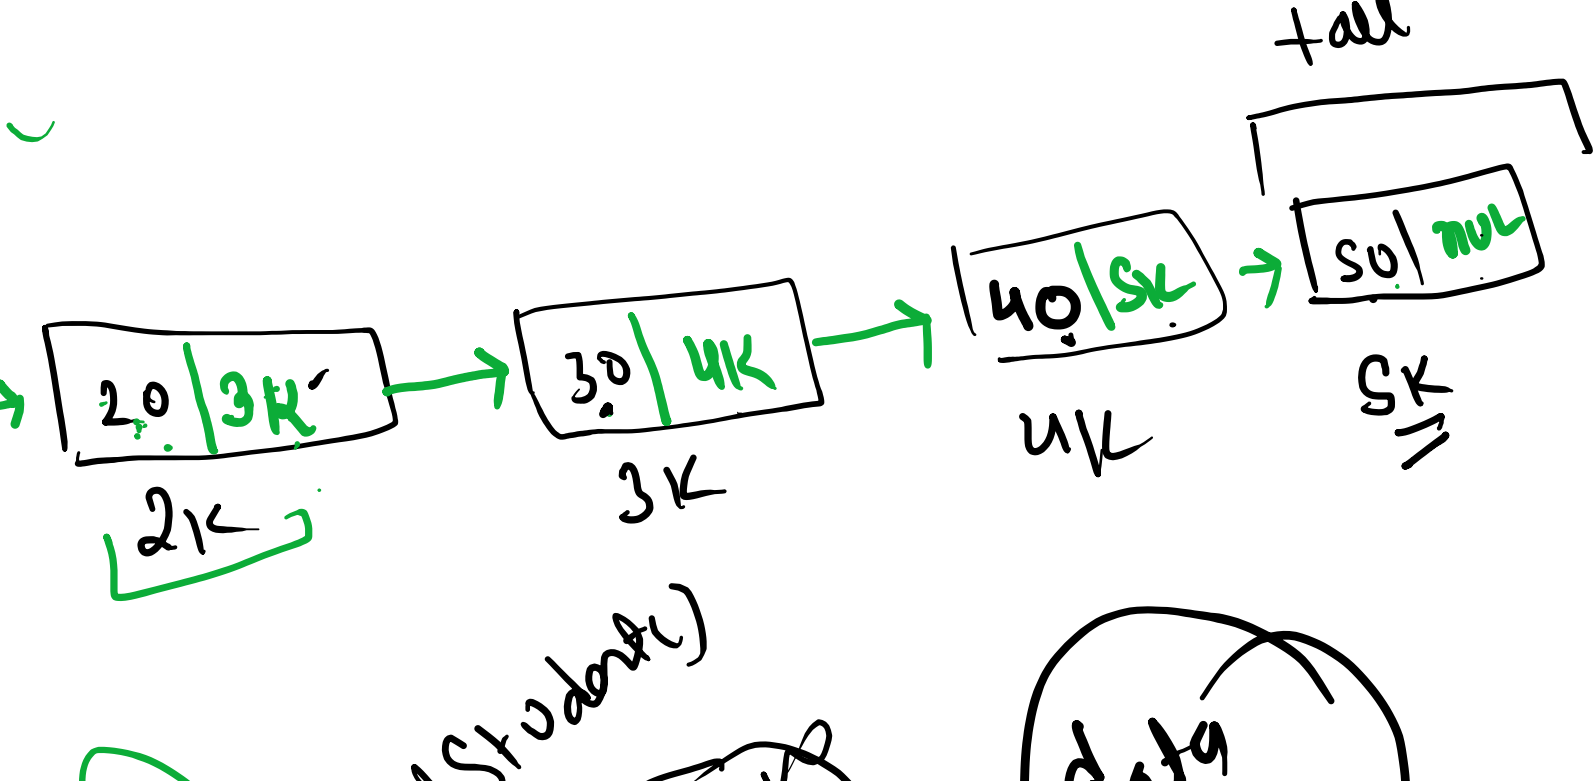 tail
20 | 3K
30 | 4K
40 | 5K
50 | NUL
2K
3K
4K
5K
Student()
data